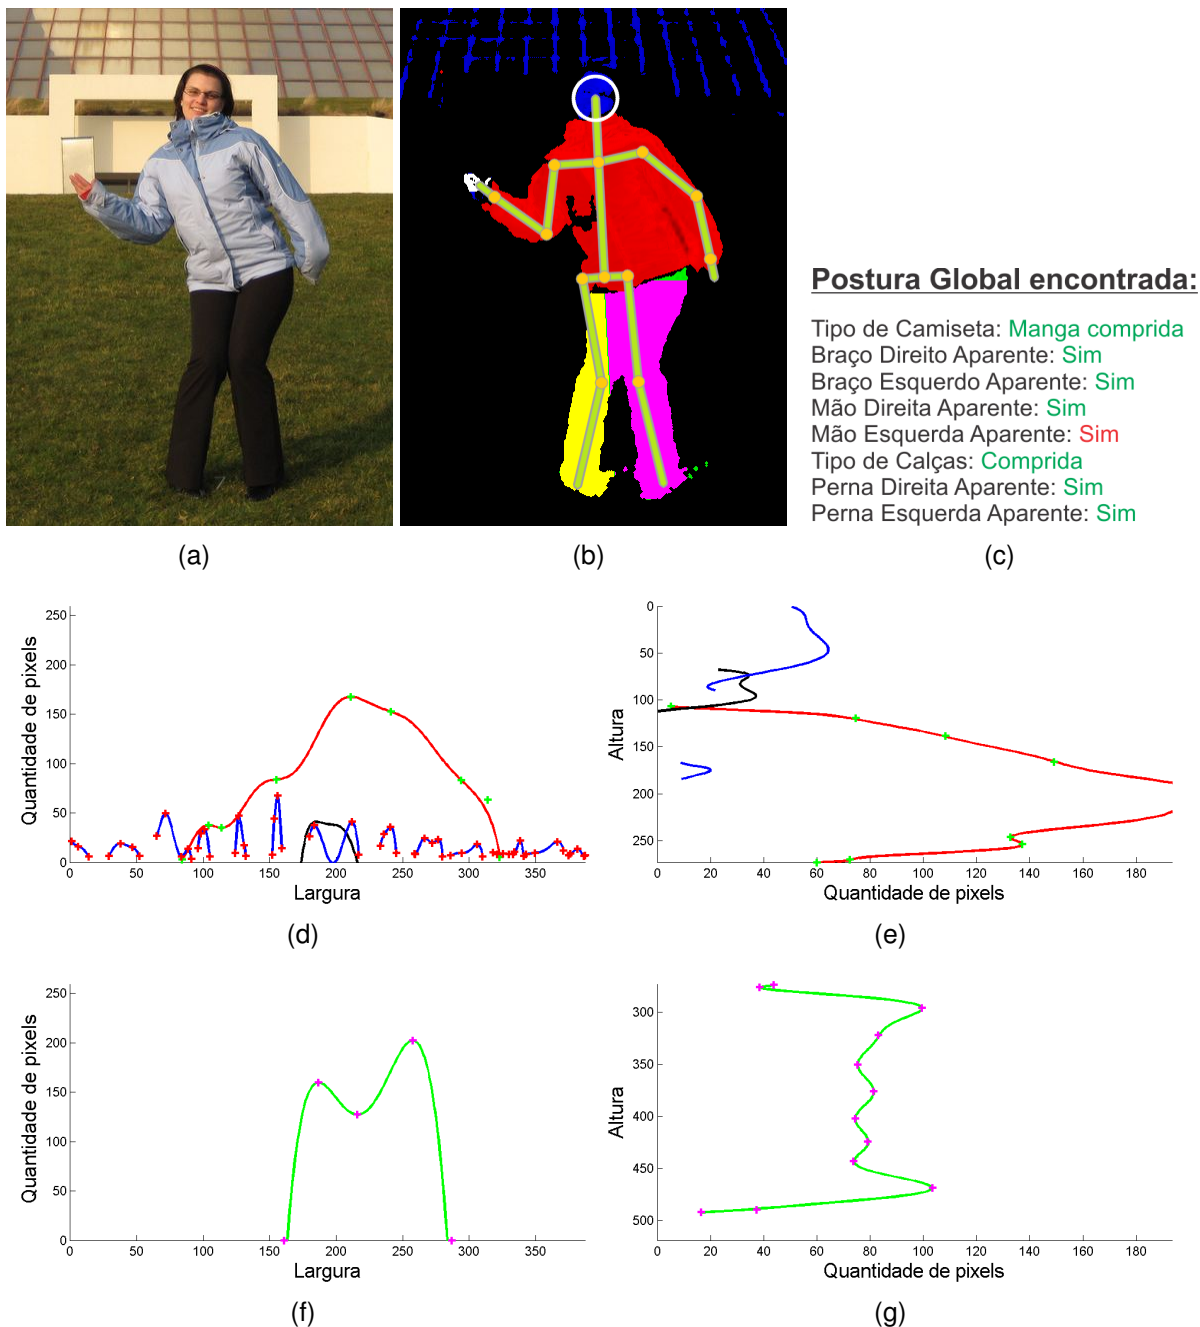 Postura Global encontrada:
Tipo de Camiseta: Manga comprida
Braço Direito Aparente: Sim
Braço Esquerdo Aparente: Sim
Mão Direita Aparente: Sim
Mão Esquerda Aparente: Sim
Tipo de Calças: Comprida
Perna Direita Aparente: Sim
Perna Esquerda Aparente: Sim
(a)
(b)
(c)
Quantidade de pixels
250
200
150
100
50
0
0 50 100 150 200 250 300 350
Largura
(d)
Altura
0
50
100
150
200
250
0 20 40 60 80 100 120 140 160 180
Quantidade de pixels
(e)
Quantidade de pixels
250
200
150
100
50
0
0 50 100 150 200 250 300 350
Largura
(f)
Altura
300
350
400
450
500
0 20 40 60 80 100 120 140 160 180
Quantidade de pixels
(g)